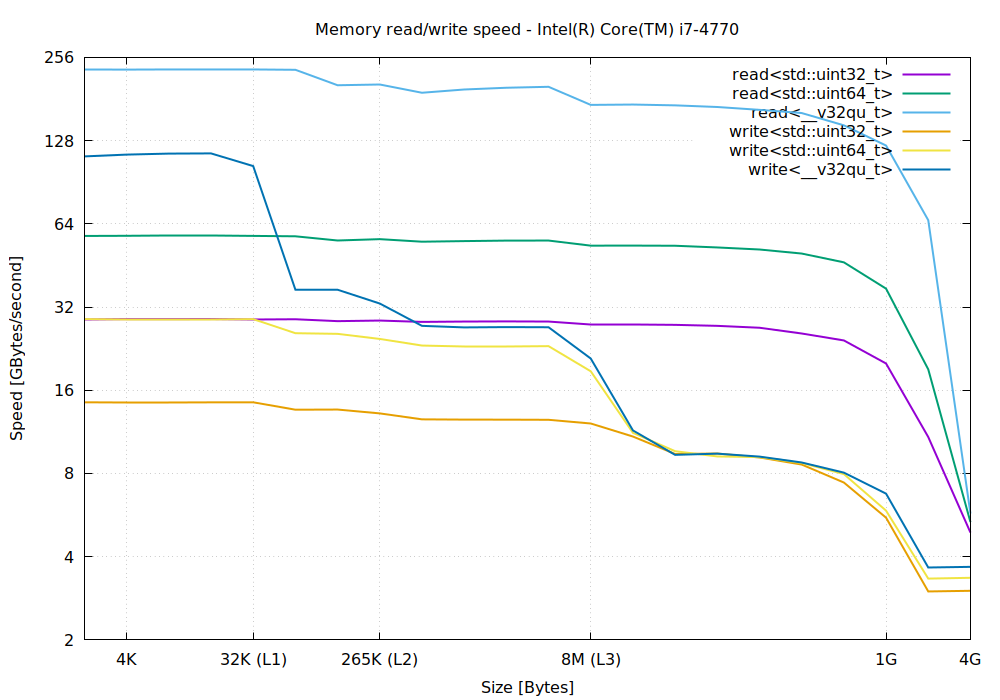 Memory read/write speed - Intel(R) Core(TM) i7-4770
256
128
64
32
16
8
4
2
Speed [GBytes/second]
read<std::uint32_t>
read<std::uint64_t>
read<__v32qu_t>
write<std::uint32_t>
write<std::uint64_t>
write<__v32qu_t>
4K
32K (L1)
265K (L2)
8M (L3)
1G
4G
Size [Bytes]